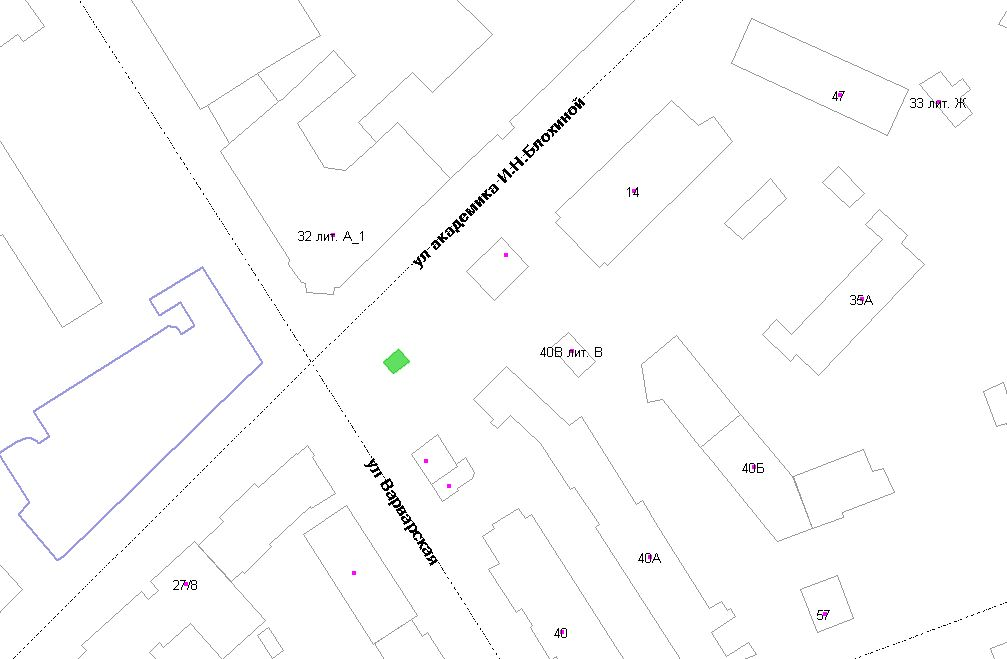 47
33 лит. Ж
ул академика И.Н.Блохиной
14
32 лит. А_1
35А
40В лит. В
40Б
ул Варварская
40А
27/8
57
40